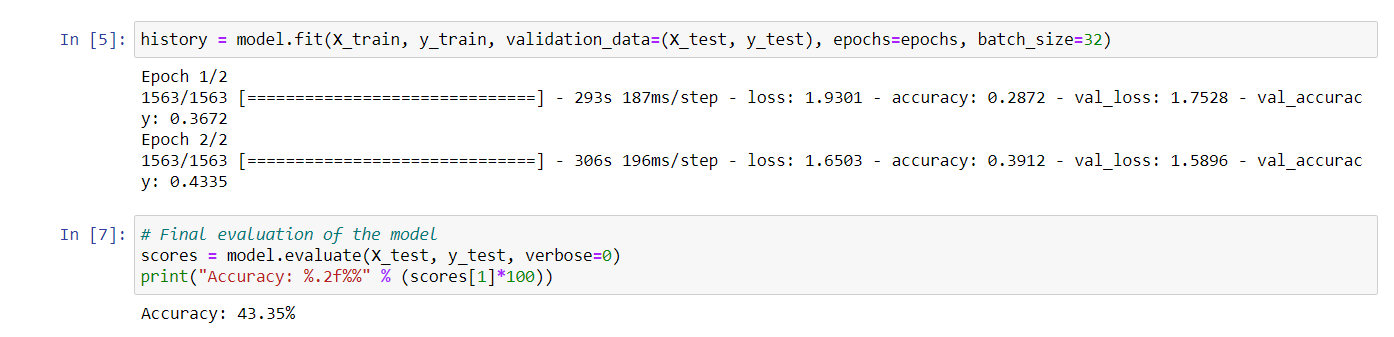 In [5]: history = model.fit(X_train, y_train, validation_data=(X_test, y_test), epochs=epochs, batch_size=32)
Epoch 1/2
1563/1563 [==============================] - 293s 187ms/step - loss: 1.9301 - accuracy: 0.2872 - val_loss: 1.7528 - val_accurac
y: 0.3672
Epoch 2/2
1563/1563 [==============================] - 306s 196ms/step - loss: 1.6503 - accuracy: 0.3912 - val_loss: 1.5896 - val_accurac
y: 0.4335
In [7]: # Final evaluation of the model
scores = model.evaluate(X_test, y_test, verbose=0)
print("Accuracy: %.2f%%" % (scores[1]*100))
Accuracy: 43.35%